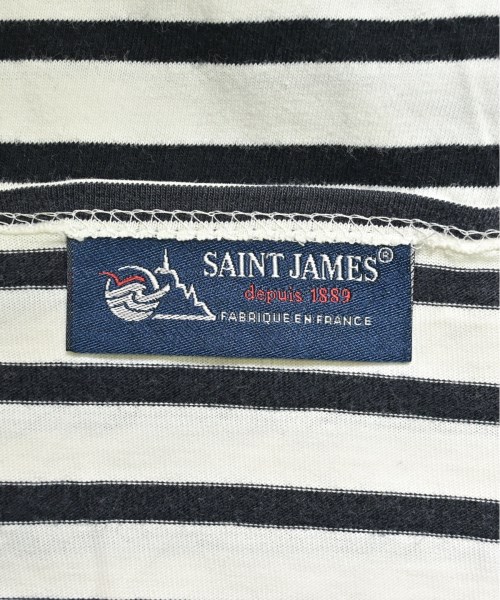 SAINT JAMES®
depuis 1889
FABRIQUE EN FRANCE